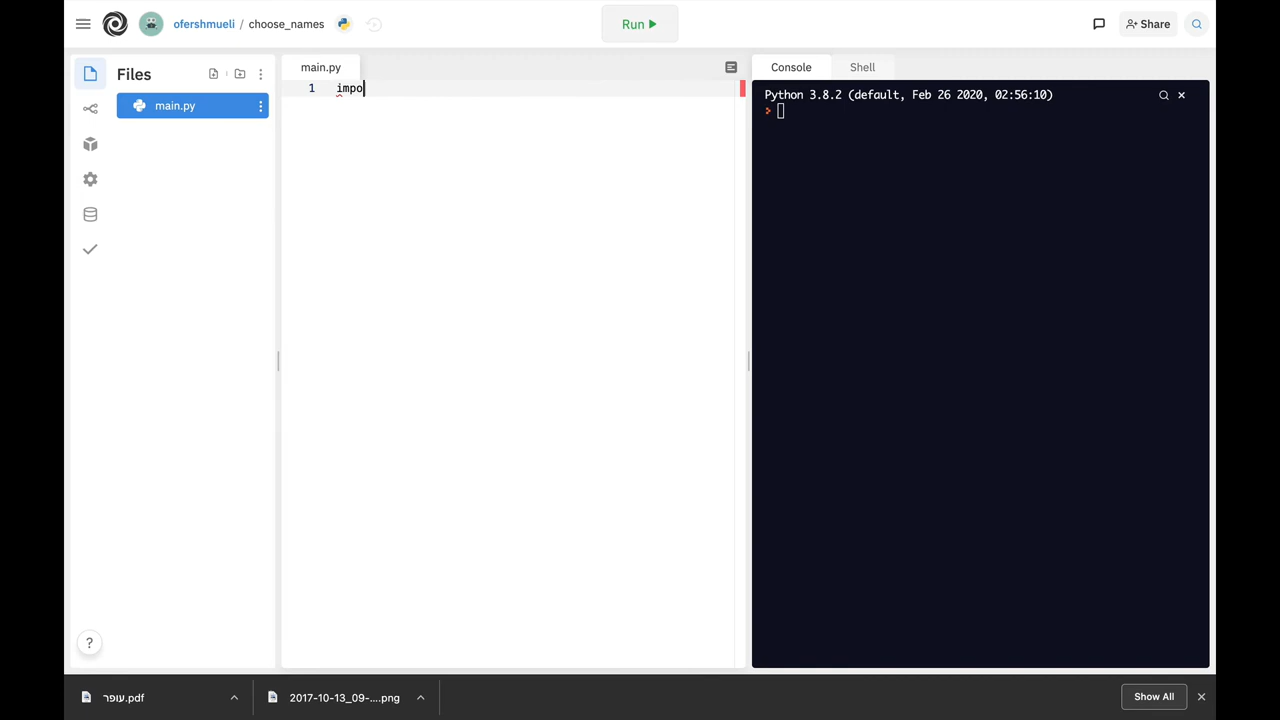 ofershmueli / choose_names
Run
Share
Files
main.py
main.py
1 impo
Console
Shell
Python 3.8.2 (default, Feb 26 2020, 02:56:10)
>
?
עופר.pdf
2017-10-13_09-....png
Show All